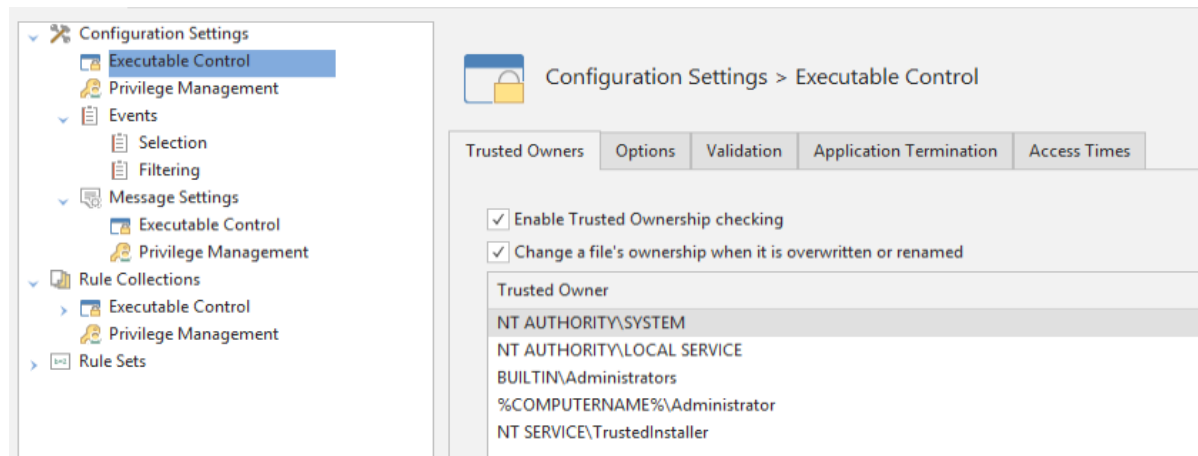 Configuration Settings
Executable Control
Privilege Management
Events
Selection
Filtering
Message Settings
Executable Control
Privilege Management
Rule Collections
Executable Control
Privilege Management
Rule Sets
Configuration Settings > Executable Control
Trusted Owners Options Validation Application Termination Access Times
Enable Trusted Ownership checking
Change a file's ownership when it is overwritten or renamed
Trusted Owner
NT AUTHORITY\SYSTEM
NT AUTHORITY\LOCAL SERVICE
BUILTIN\Administrators
%COMPUTERNAME%\Administrator
NT SERVICE\TrustedInstaller